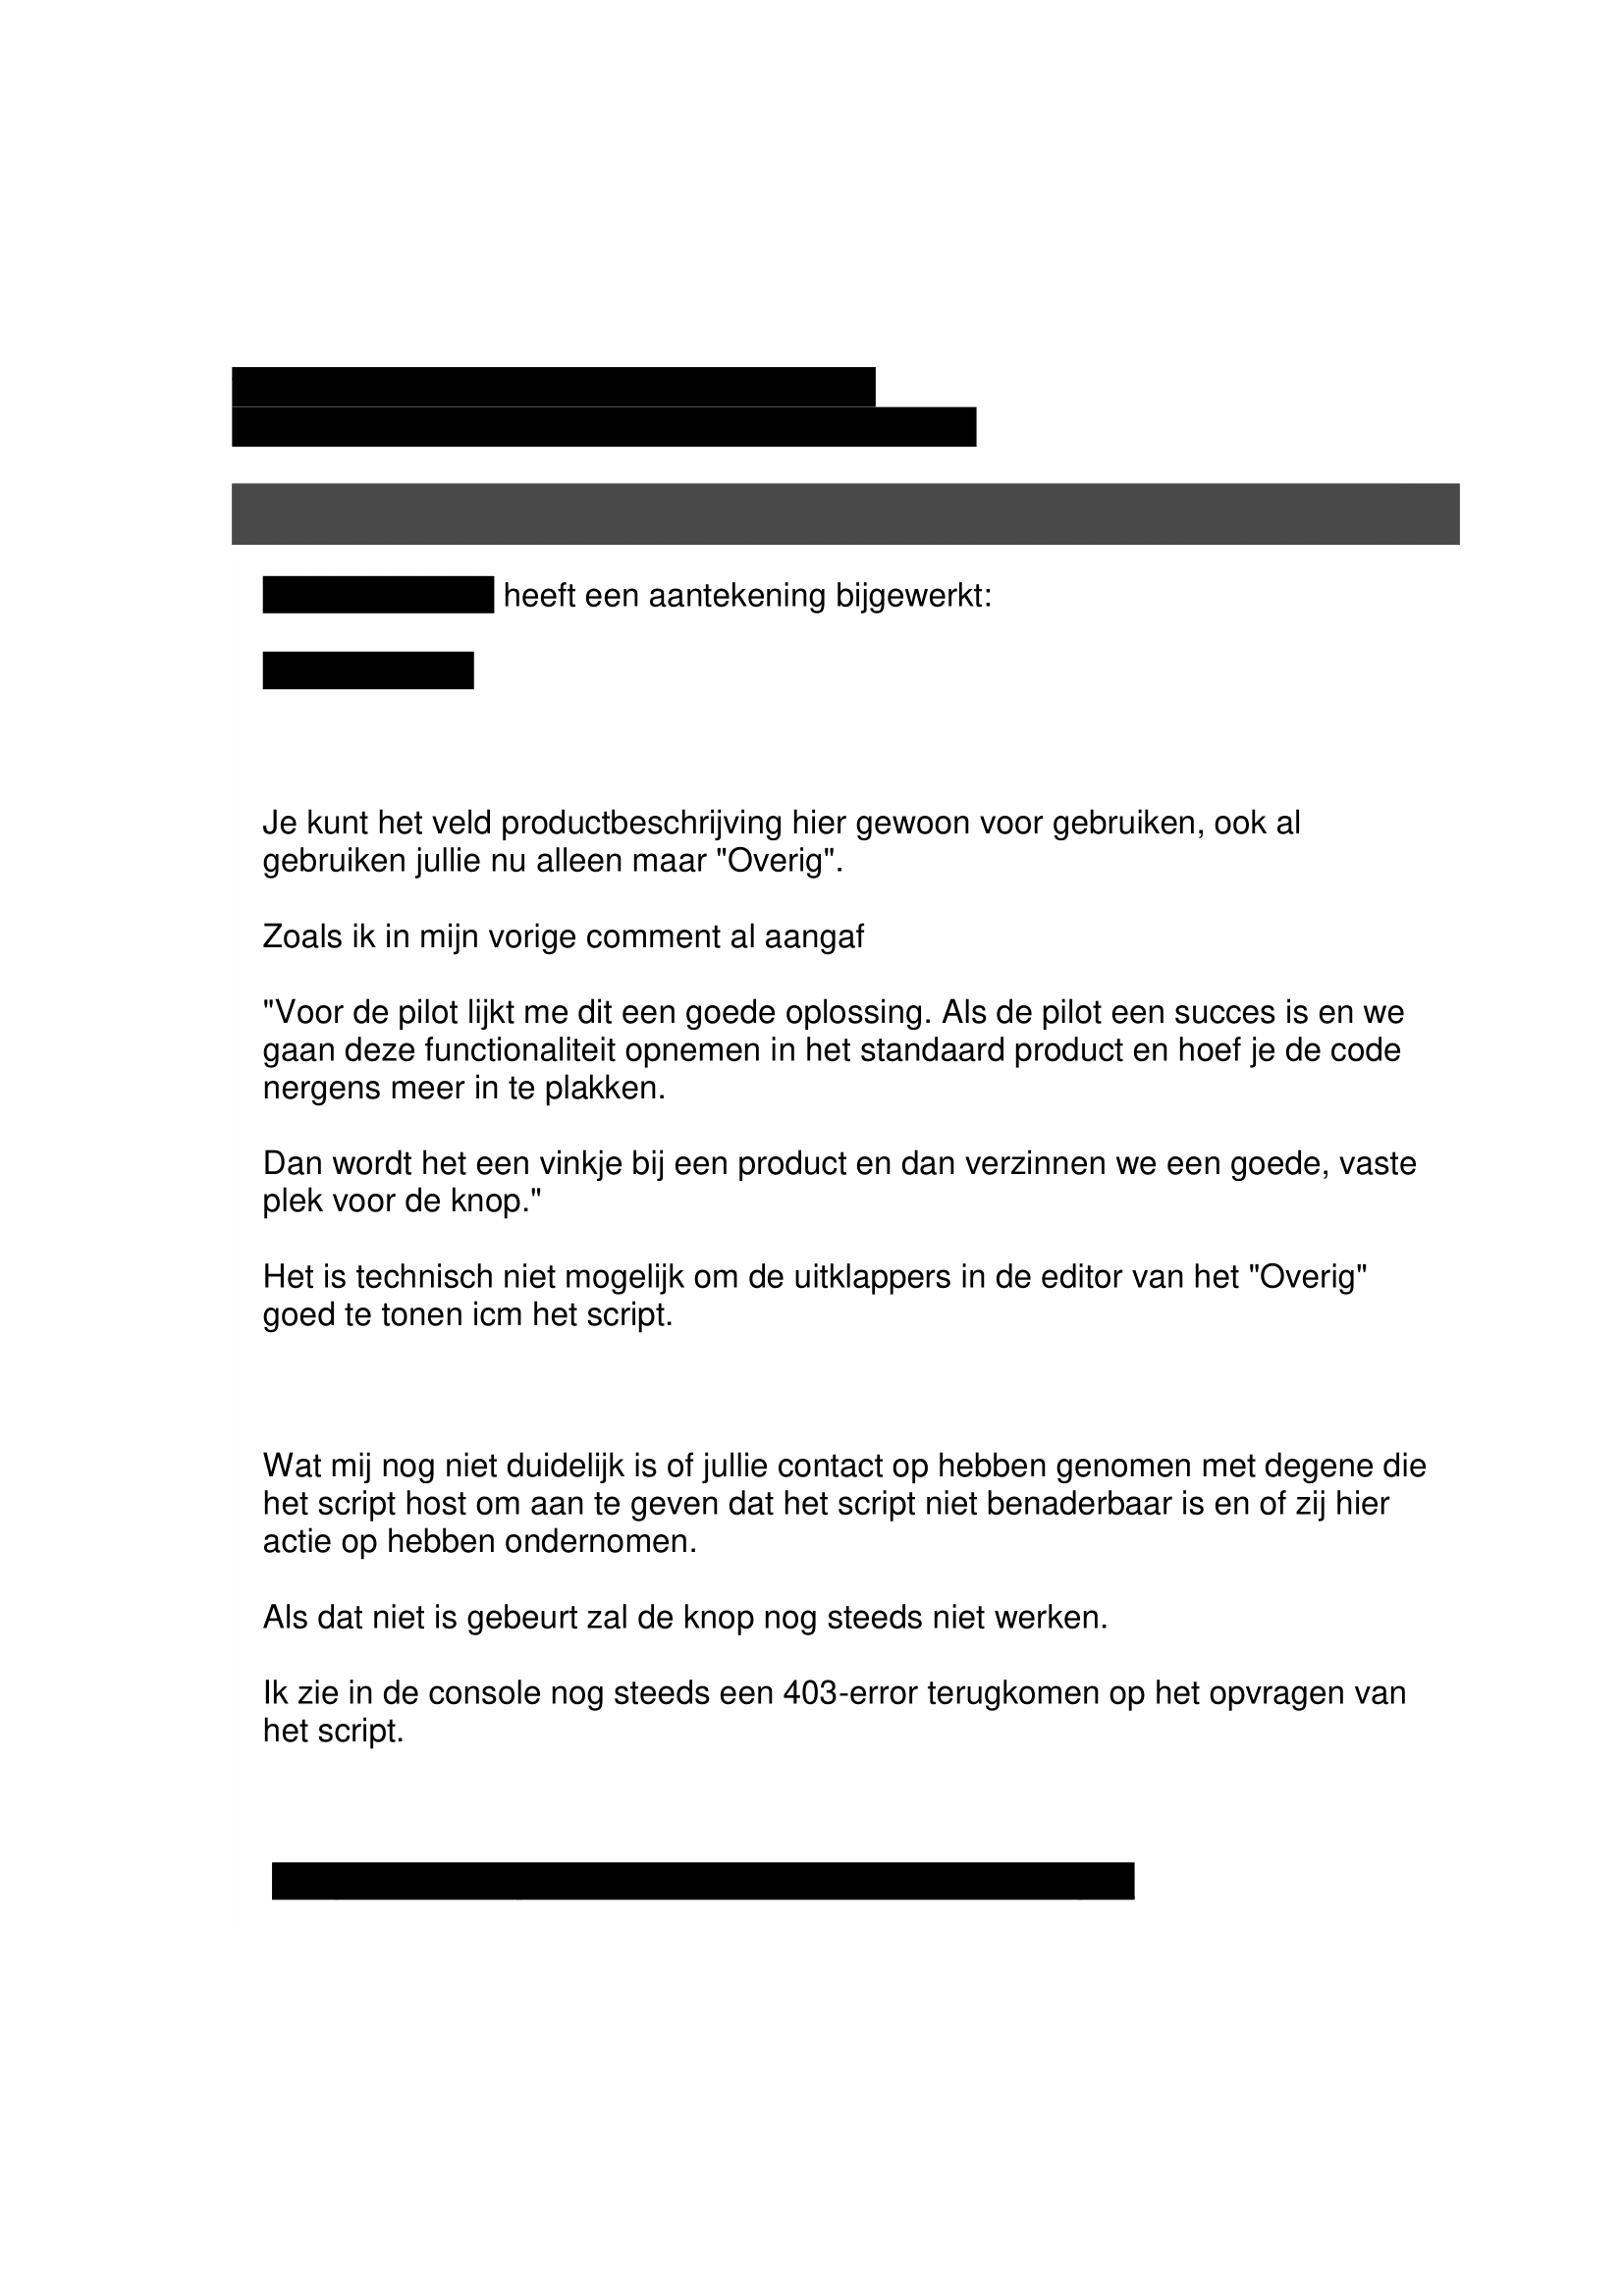 heeft een aantekening bijgewerkt:
Je kunt het veld productbeschrijving hier gewoon voor gebruiken, ook al
gebruiken jullie nu alleen maar "Overig".
Zoals ik in mijn vorige comment al aangaf
"Voor de pilot lijkt me dit een goede oplossing. Als de pilot een succes is en we
gaan deze functionaliteit opnemen in het standaard product en hoef je de code
nergens meer in te plakken.
Dan wordt het een vinkje bij een product en dan verzinnen we een goede, vaste
plek voor de knop."
Het is technisch niet mogelijk om de uitklappers in de editor van het "Overig"
goed te tonen icm het script.
Wat mij nog niet duidelijk is of jullie contact op hebben genomen met degene die
het script host om aan te geven dat het script niet benaderbaar is en of zij hier
actie op hebben ondernomen.
Als dat niet is gebeurt zal de knop nog steeds niet werken.
Ik zie in de console nog steeds een 403-error terugkomen op het opvragen van
het script.